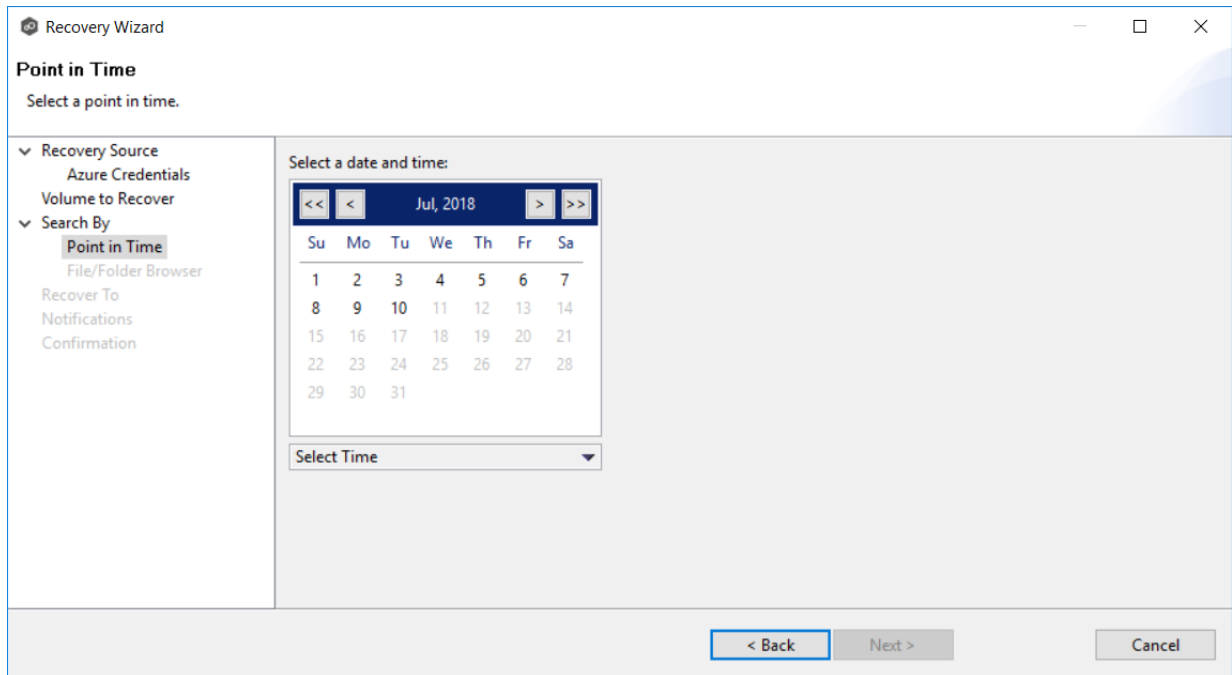 Recovery Wizard
Point in Time
Select a point in time.
Recovery Source
Azure Credentials
Volume to Recover
Search By
Point in Time
File/Folder Browser
Recover To
Notifications
Confirmation
Select a date and time:
<< < Jul, 2018 > >>
Su Mo Tu We Th Fr Sa
1 2 3 4 5 6 7
8 9 10 11 12 13 14
15 16 17 18 19 20 21
22 23 24 25 26 27 28
29 30 31
Select Time
< Back Next > Cancel